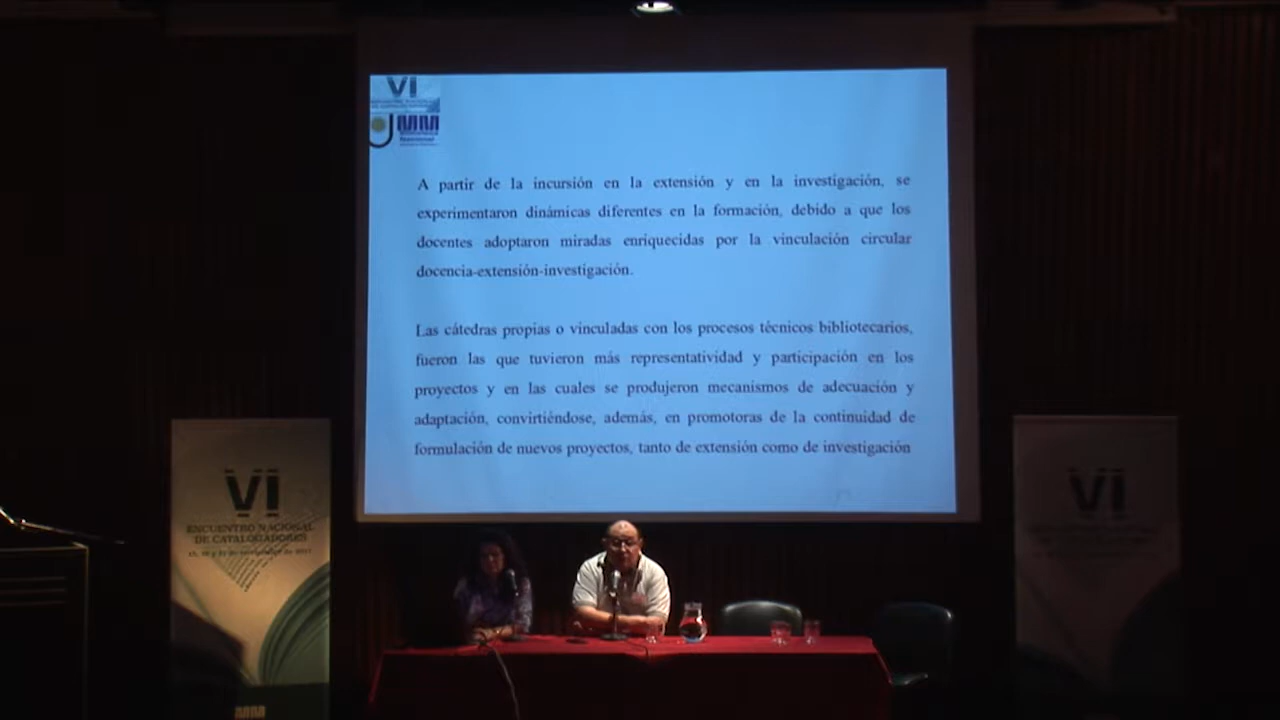 VI
A partir de la incursión en la extensión y en la investigación, se
experimentaron dinámicas diferentes en la formación, debido a que los
docentes adoptaron miradas enriquecidas por la vinculación circular
docencia-extensión-investigación.
Las cátedras propias o vinculadas con los procesos técnicos bibliotecarios,
fueron las que tuvieron más representatividad y participación en los
proyectos y en las cuales se produjeron mecanismos de adecuación y
adaptación, convirtiéndose, además, en promotoras de la continuidad de
formulación de nuevos proyectos, tanto de extensión como de investigación
VI
ENCUENTRO NACIONAL
DE CATALOGADORES
VI